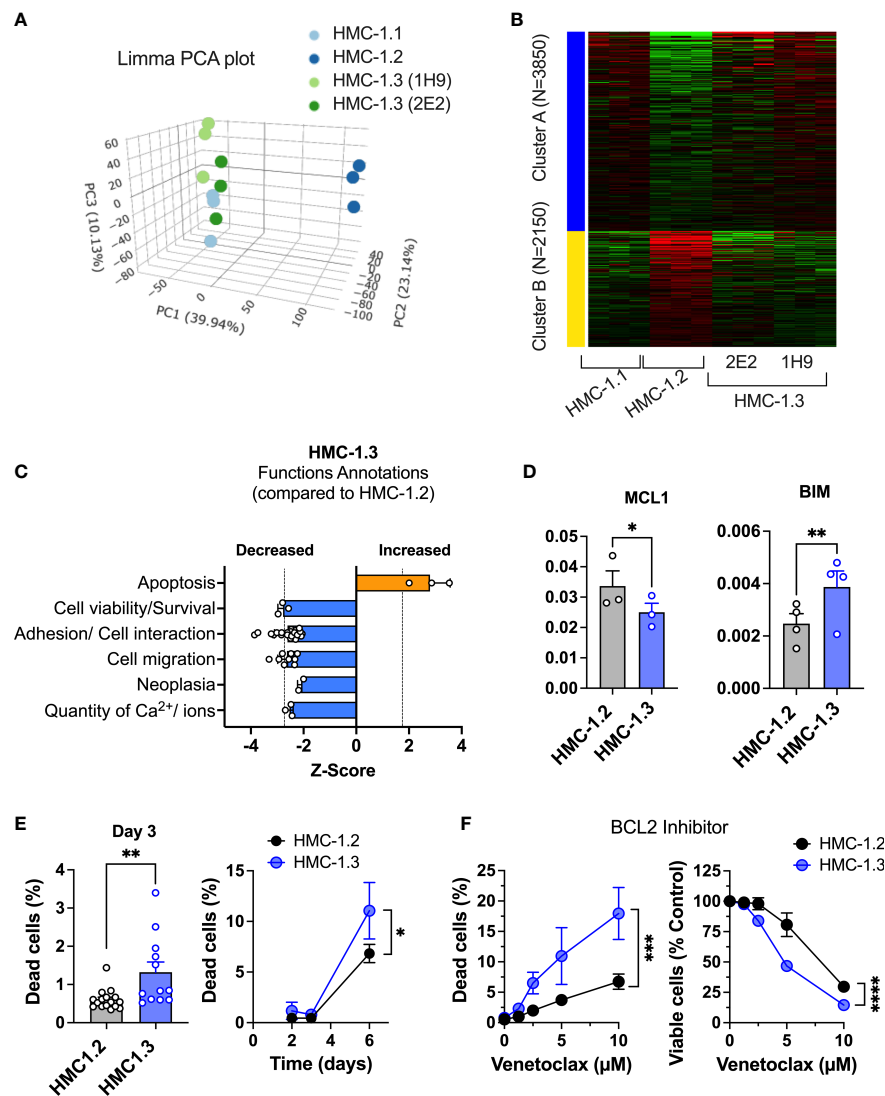 A
Limma PCA plot
HMC-1.1
HMC-1.2
HMC-1.3 (1H9)
HMC-1.3 (2E2)
60
40
20
0
−20
−40
−60
−80
PC3 (10.13%)
−50
0
50
100
PC1 (39.94%)
40
20
0
−20
−40
−60
−80
−100
PC2 (23.14%)
B
Cluster A (N=3850)
Cluster B (N=2150)
2E2
1H9
HMC-1.1
HMC-1.2
HMC-1.3
C
HMC-1.3
Functions Annotations
(compared to HMC-1.2)
Decreased
Increased
Apoptosis
Cell viability/Survival
Adhesion/ Cell interaction
Cell migration
Neoplasia
Quantity of Ca2+/ ions
-4
-2
0
2
4
Z-Score
D
MCL1
*
0.05
0.04
0.03
0.02
0.01
0.00
HMC-1.2
HMC-1.3
BIM
**
0.006
0.004
0.002
0.000
HMC-1.2
HMC-1.3
E
Day 3
**
Dead cells (%)
4
3
2
1
0
HMC1.2
HMC1.3
HMC-1.2
HMC-1.3
Dead cells (%)
15
10
5
0
*
0
2
4
6
Time (days)
F
BCL2 Inhibitor
HMC-1.2
HMC-1.3
Dead cells (%)
25
20
15
10
5
0
***
0
5
10
Venetoclax (µM)
Viable cells (% Control)
125
100
75
50
25
0
****
0
5
10
Venetoclax (µM)